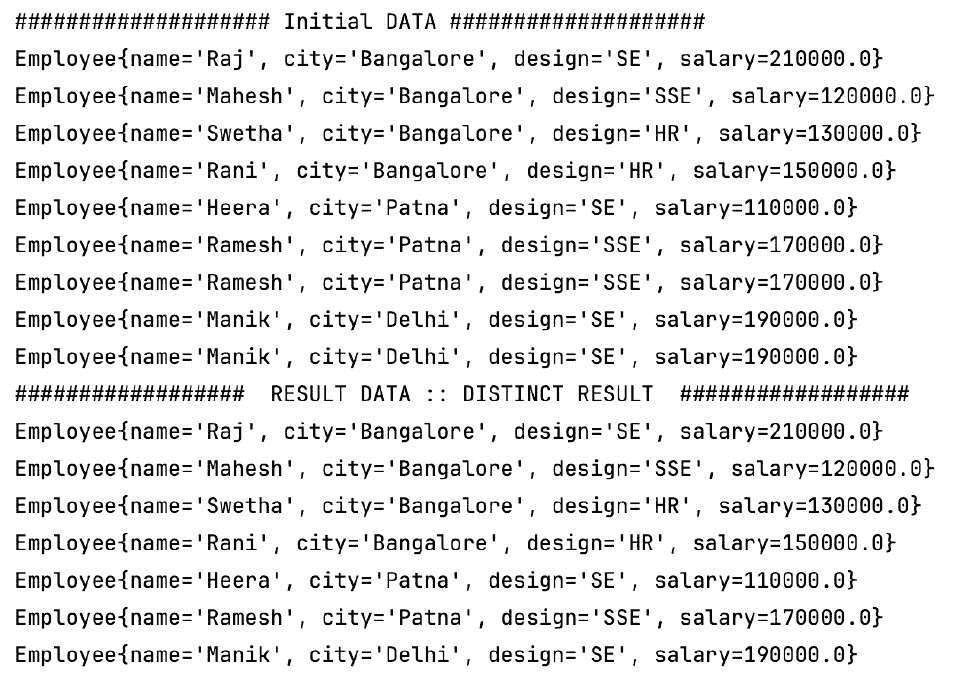 #################### Initial DATA ####################
Employee{name='Raj', city='Bangalore', design='SE', salary=210000.0}
Employee{name='Mahesh', city='Bangalore', design='SSE', salary=120000.0}
Employee{name='Swetha', city='Bangalore', design='HR', salary=130000.0}
Employee{name='Rani', city='Bangalore', design='HR', salary=150000.0}
Employee{name='Heera', city='Patna', design='SE', salary=110000.0}
Employee{name='Ramesh', city='Patna', design='SSE', salary=170000.0}
Employee{name='Ramesh', city='Patna', design='SSE', salary=170000.0}
Employee{name='Manik', city='Delhi', design='SE', salary=190000.0}
Employee{name='Manik', city='Delhi', design='SE', salary=190000.0}
##################  RESULT DATA :: DISTINCT RESULT  ##################
Employee{name='Raj', city='Bangalore', design='SE', salary=210000.0}
Employee{name='Mahesh', city='Bangalore', design='SSE', salary=120000.0}
Employee{name='Swetha', city='Bangalore', design='HR', salary=130000.0}
Employee{name='Rani', city='Bangalore', design='HR', salary=150000.0}
Employee{name='Heera', city='Patna', design='SE', salary=110000.0}
Employee{name='Ramesh', city='Patna', design='SSE', salary=170000.0}
Employee{name='Manik', city='Delhi', design='SE', salary=190000.0}